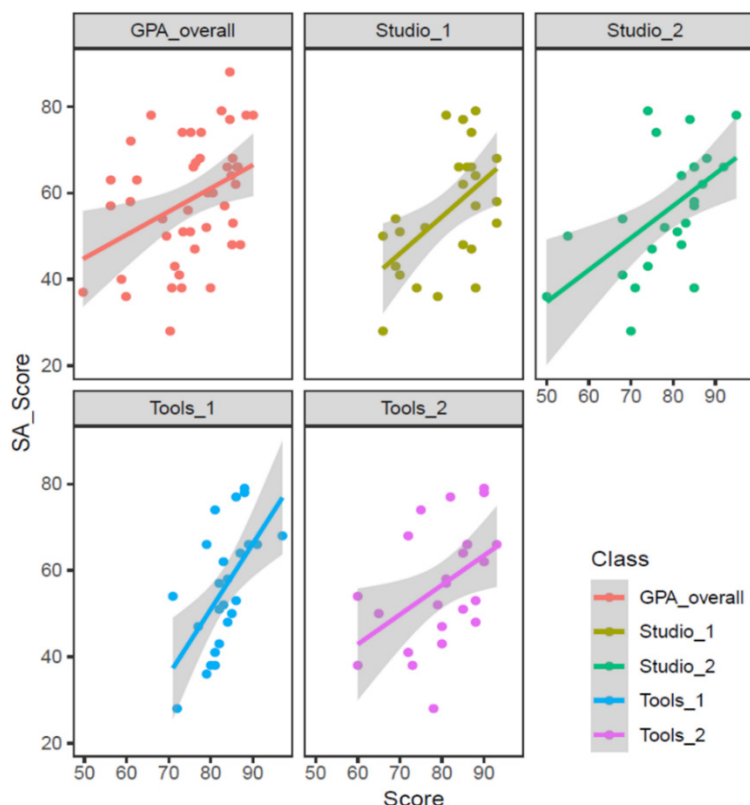 GPA_overall
Studio_1
Studio_2
80
60
40
20
50 60 70 80 90
SA_Score
Tools_1
Tools_2
80
60
40
20
50 60 70 80 90
50 60 70 80 90
Score
Class
GPA_overall
Studio_1
Studio_2
Tools_1
Tools_2